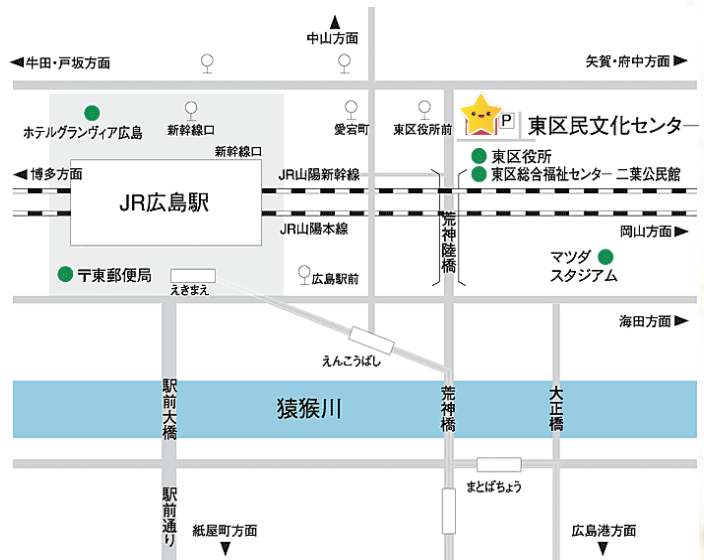 中山方面
牛田・戸坂方面
矢賀・府中方面
ホテルグランヴィア広島
新幹線口
愛宕町
東区役所前
P
東区民文化センター
新幹線口
東区役所
東区総合福祉センター 二葉公民館
博多方面
JR山陽新幹線
JR広島駅
JR山陽本線
荒神陸橋
岡山方面
マツダ
スタジアム
〒東郵便局
えきまえ
広島駅前
海田方面
えんこうばし
駅前大橋
猿猴川
荒神橋
大正橋
まとばちょう
駅前通り
紙屋町方面
広島港方面